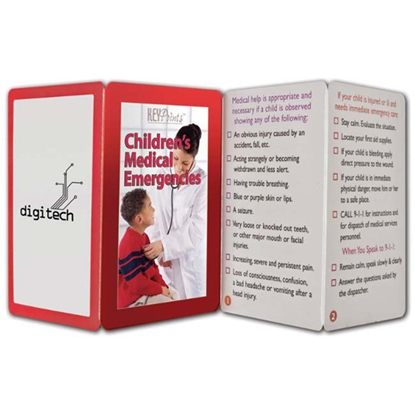 digitech
KEY Points
Children's
Medical
Emergencies
Medical help is appropriate and
necessary if a child is observed
showing any of the following:
An obvious injury caused by an
accident, fall, etc.
Acting strangely or becoming
withdrawn and less alert.
Having trouble breathing.
Blue or purple skin or lips.
A seizure.
Very loose or knocked out teeth,
or other major mouth or facial
injuries.
Increasing, severe and persistent pain.
Loss of consciousness, confusion,
a bad headache or vomiting after a
head injury.
1
If your child is injured or ill and
needs immediate emergency care
Stay calm. Evaluate the situation.
Locate your first aid supplies.
If your child is bleeding, apply
direct pressure to the wound.
If your child is in immediate
physical danger, move him or her
to a safe place.
CALL 9-1-1 for instructions and
for dispatch of medical services
personnel.
When You Speak to 9-1-1:
Remain calm, speak slowly & clearly
Answer the questions asked by
the dispatcher.
2